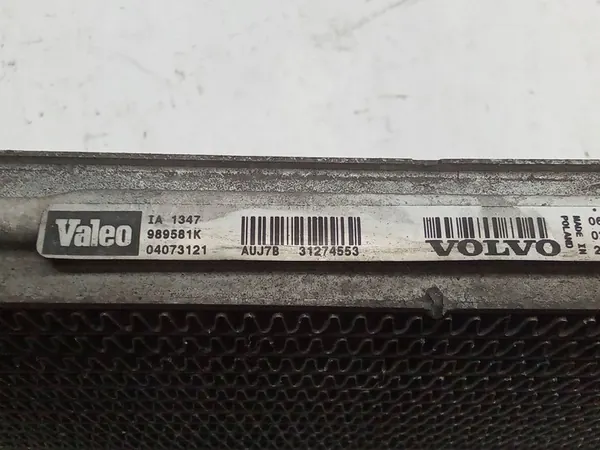 Valeo
IA 1347
989581K
04073121
AUJ7B 31274553
VOLVO
MADE IN
POLAND